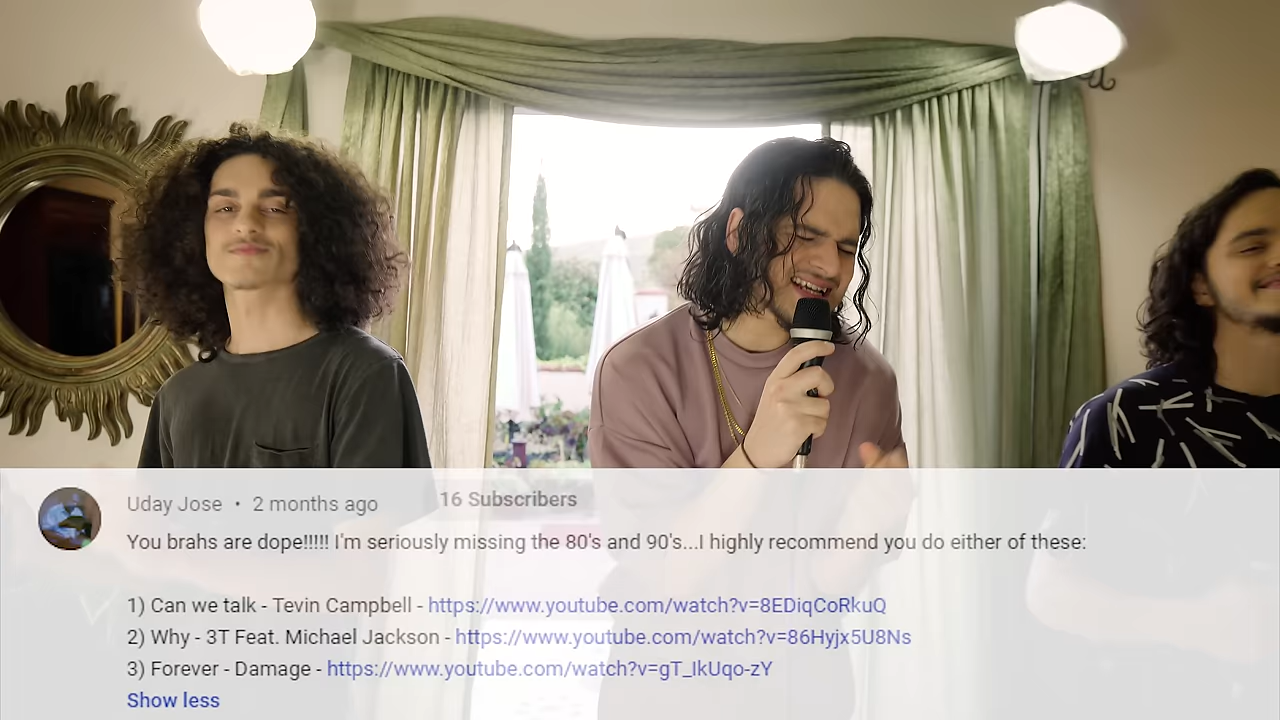 Uday Jose • 2 months ago 16 Subscribers
You brahs are dope!!!!! I'm seriously missing the 80's and 90's...I highly recommend you do either of these:
1) Can we talk - Tevin Campbell - https://www.youtube.com/watch?v=8EDiqCoRkuQ
2) Why - 3T Feat. Michael Jackson - https://www.youtube.com/watch?v=86Hyjx5U8Ns
3) Forever - Damage - https://www.youtube.com/watch?v=gT_IkUqo-zY
Show less